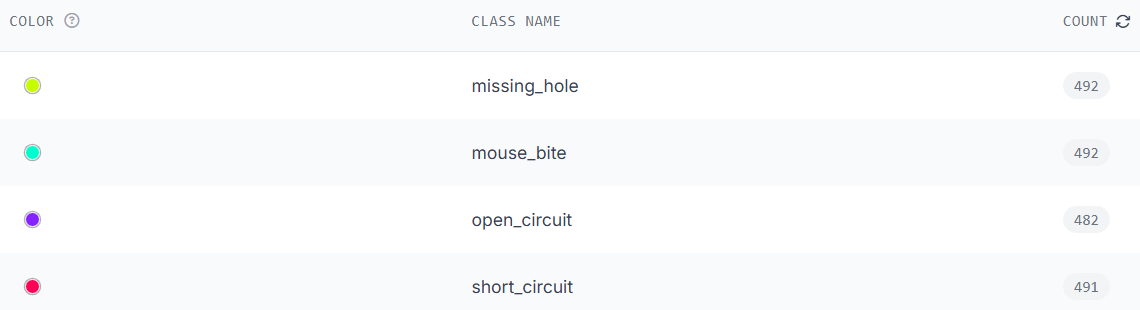 COLOR ? CLASS NAME COUNT
missing_hole 492
mouse_bite 492
open_circuit 482
short_circuit 491